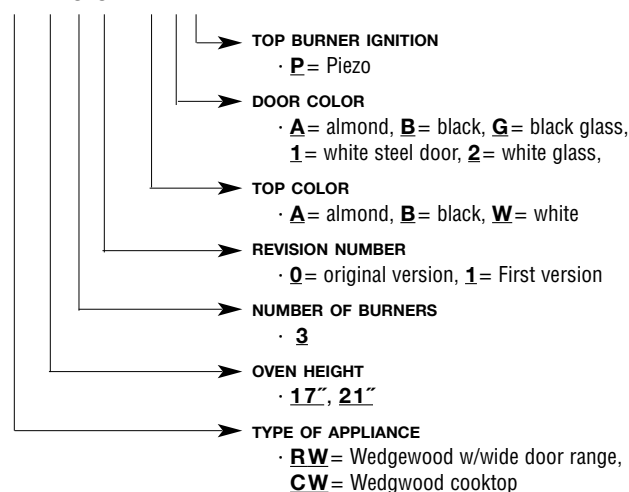 TOP BURNER IGNITION
· P= Piezo
DOOR COLOR
· A= almond, B= black, G= black glass,
1= white steel door, 2= white glass,
TOP COLOR
· A= almond, B= black, W= white
REVISION NUMBER
· 0= original version, 1= First version
NUMBER OF BURNERS
· 3
OVEN HEIGHT
· 17˝, 21˝
TYPE OF APPLIANCE
· RW= Wedgewood w/wide door range,
CW= Wedgwood cooktop